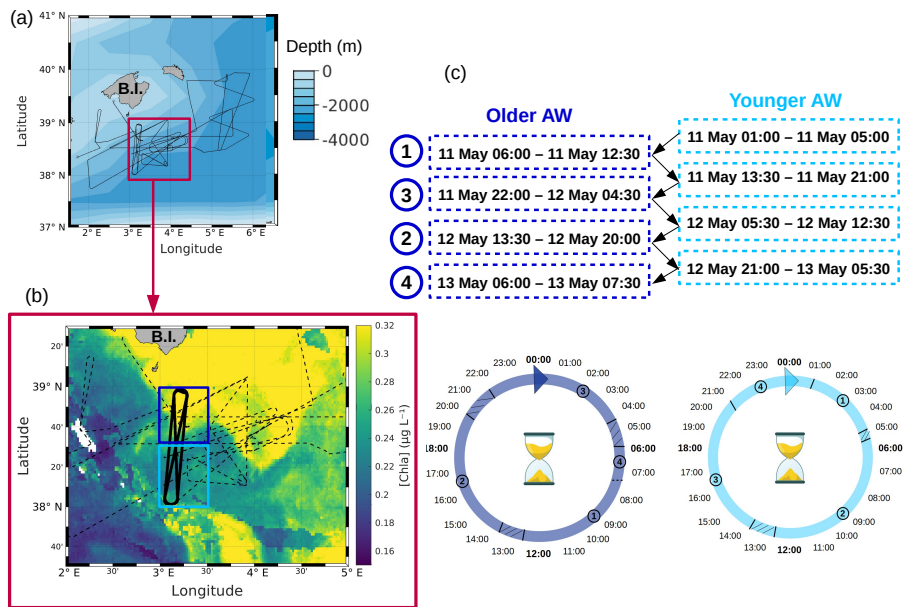 (a)
41° N
40° N
39° N
38° N
37° N
Latitude
2° E
3° E
4° E
5° E
6° E
Longitude
B.I.
Depth (m)
0
-2000
-4000
(b)
B.I.
20'
39° N
40'
20'
38° N
40'
Latitude
2° E
30'
3° E
30'
4° E
30'
5° E
Longitude
0.32
0.3
0.28
0.26
0.24
0.22
0.2
0.18
0.16
[Chla] (µg L⁻¹)
(c)
Older AW
Younger AW
1
11 May 06:00 – 11 May 12:30
3
11 May 22:00 – 12 May 04:30
2
12 May 13:30 – 12 May 20:00
4
13 May 06:00 – 13 May 07:30
11 May 01:00 – 11 May 05:00
11 May 13:30 – 11 May 21:00
12 May 05:30 – 12 May 12:30
12 May 21:00 – 13 May 05:30
00:00
01:00
02:00
03:00
04:00
05:00
06:00
07:00
08:00
09:00
10:00
11:00
12:00
13:00
14:00
15:00
16:00
17:00
18:00
19:00
20:00
21:00
22:00
23:00
3
4
1
2
00:00
01:00
02:00
03:00
04:00
05:00
06:00
07:00
08:00
09:00
10:00
11:00
12:00
13:00
14:00
15:00
16:00
17:00
18:00
19:00
20:00
21:00
22:00
23:00
1
2
3
4